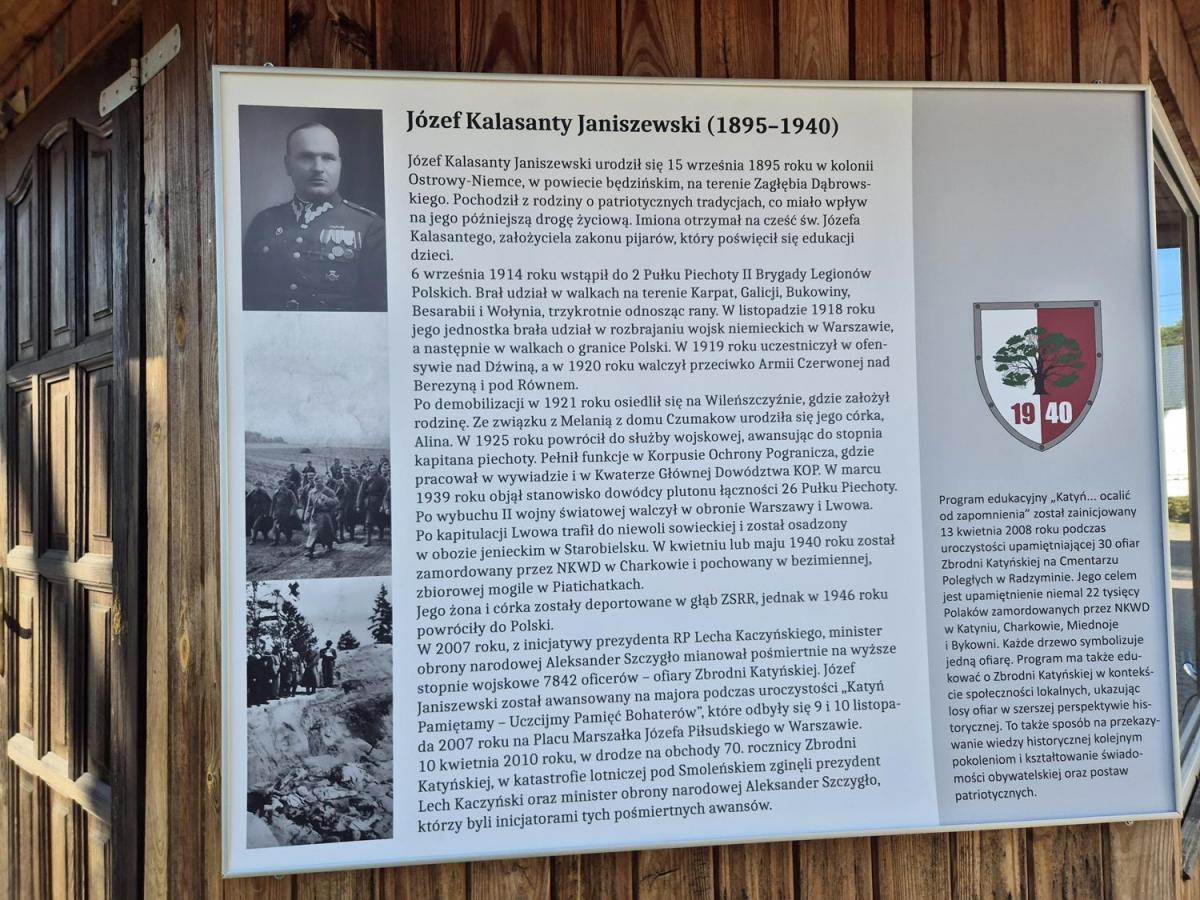 Józef Kalasanty Janiszewski (1895–1940)
Józef Kalasanty Janiszewski urodził się 15 września 1895 roku w kolonii
Ostrowy-Niemce, w powiecie będzińskim, na terenie Zagłębia Dąbrows-
kiego. Pochodził z rodziny o patriotycznych tradycjach, co miało wpływ
na jego późniejszą drogę życiową. Imiona otrzymał na cześć św. Józefa
Kalasantego, założyciela zakonu pijarów, który poświęcił się edukacji
dzieci.
6 września 1914 roku wstąpił do 2 Pułku Piechoty II Brygady Legionów
Polskich. Brał udział w walkach na terenie Karpat, Galicji, Bukowiny,
Besarabii i Wołynia, trzykrotnie odnosząc rany. W listopadzie 1918 roku
jego jednostka brała udział w rozbrajaniu wojsk niemieckich w Warszawie,
a następnie w walkach o granice Polski. W 1919 roku uczestniczył w ofen-
sywie nad Dźwiną, a w 1920 roku walczył przeciwko Armii Czerwonej nad
Berezyną i pod Równem.
Po demobilizacji w 1921 roku osiedlił się na Wileńszczyźnie, gdzie założył
rodzinę. Ze związku z Melanią z domu Czumakow urodziła się jego córka,
Alina. W 1925 roku powrócił do służby wojskowej, awansując do stopnia
kapitana piechoty. Pełnił funkcje w Korpusie Ochrony Pogranicza, gdzie
pracował w wywiadzie i w Kwaterze Głównej Dowództwa KOP. W marcu
1939 roku objął stanowisko dowódcy plutonu łączności 26 Pułku Piechoty.
Po wybuchu II wojny światowej walczył w obronie Warszawy i Lwowa.
Po kapitulacji Lwowa trafił do niewoli sowieckiej i został osadzony
w obozie jenieckim w Starobielsku. W kwietniu lub maju 1940 roku został
zamordowany przez NKWD w Charkowie i pochowany w bezimiennej,
zbiorowej mogile w Piatichatkach.
Jego żona i córka zostały deportowane w głąb ZSRR, jednak w 1946 roku
powróciły do Polski.
W 2007 roku, z inicjatywy prezydenta RP Lecha Kaczyńskiego, minister
obrony narodowej Aleksander Szczygło mianował pośmiertnie na wyższe
stopnie wojskowe 7842 oficerów – ofiary Zbrodni Katyńskiej. Józef
Janiszewski został awansowany na majora podczas uroczystości „Katyń
Pamiętamy – Uczcijmy Pamięć Bohaterów”, które odbyły się 9 i 10 listopa-
da 2007 roku na Placu Marszałka Józefa Piłsudskiego w Warszawie.
10 kwietnia 2010 roku, w drodze na obchody 70. rocznicy Zbrodni
Katyńskiej, w katastrofie lotniczej pod Smoleńskiem zginęli prezydent
Lech Kaczyński oraz minister obrony narodowej Aleksander Szczygło,
którzy byli inicjatorami tych pośmiertnych awansów.
19 40
Program edukacyjny „Katyń... ocalić
od zapomnienia” został zainicjowany
13 kwietnia 2008 roku podczas
uroczystości upamiętniającej 30 ofiar
Zbrodni Katyńskiej na Cmentarzu
Poległych w Radzyminie. Jego celem
jest upamiętnienie niemal 22 tysięcy
Polaków zamordowanych przez NKWD
w Katyniu, Charkowie, Miednoje
i Bykowni. Każde drzewo symbolizuje
jedną ofiarę. Program ma także edu-
kować o Zbrodni Katyńskiej w kontekś-
cie społeczności lokalnych, ukazując
losy ofiar w szerszej perspektywie his-
torycznej. To także sposób na przekazy-
wanie wiedzy historycznej kolejnym
pokoleniom i kształtowanie świado-
mości obywatelskiej oraz postaw
patriotycznych.